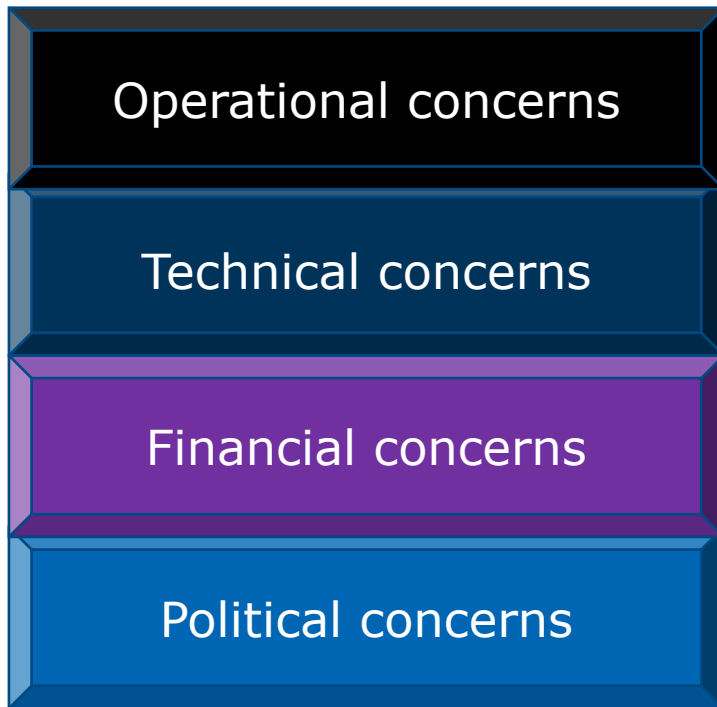 Operational concerns
Technical concerns
Financial concerns
Political concerns